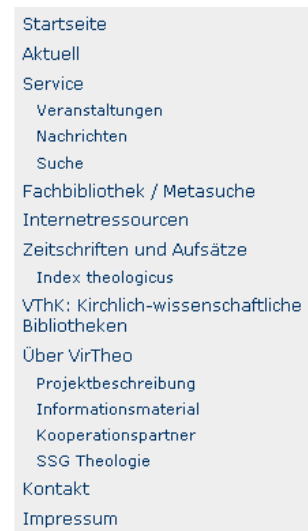 Startseite
Aktuell
Service
Veranstaltungen
Nachrichten
Suche
Fachbibliothek / Metasuche
Internetressourcen
Zeitschriften und Aufsätze
Index theologicus
VThK: Kirchlich-wissenschaftliche
Bibliotheken
Über VirTheo
Projektbeschreibung
Informationsmaterial
Kooperationspartner
SSG Theologie
Kontakt
Impressum